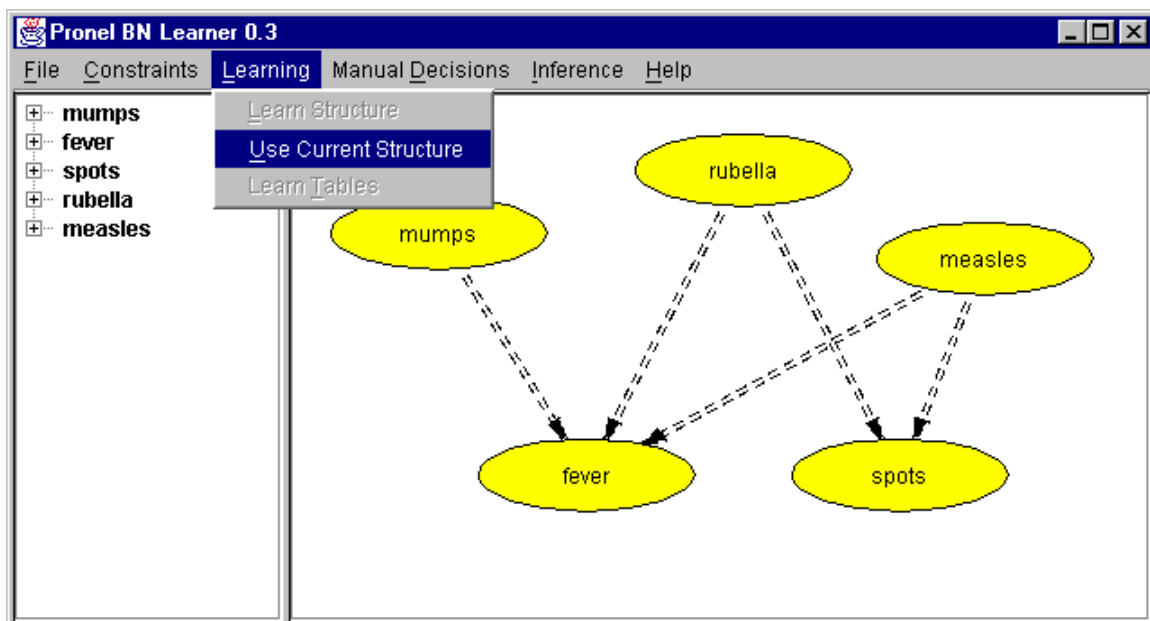 Pronel BN Learner 0.3
File Constraints Learning Manual Decisions Inference Help
mumps
fever
spots
rubella
measles
Learn Structure
Use Current Structure
Learn Tables
rubella
mumps
measles
fever
spots